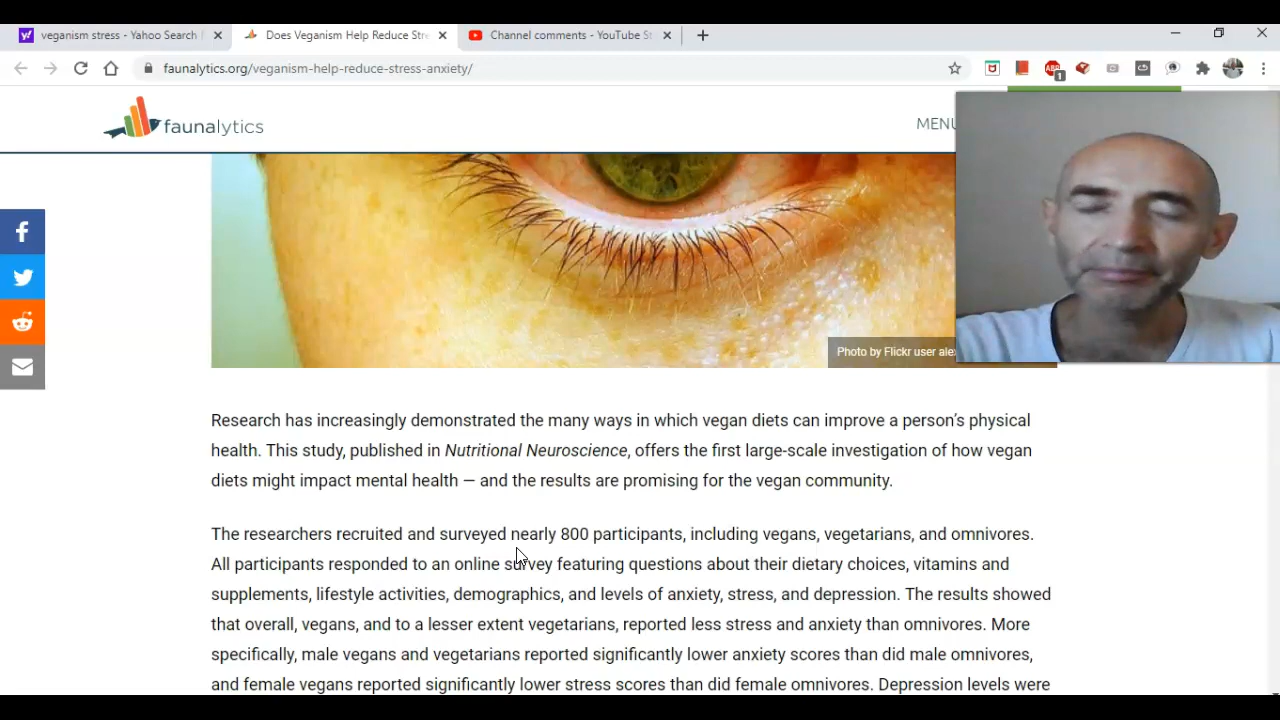 veganism stress - Yahoo Search
Does Veganism Help Reduce Stre
Channel comments - YouTube St
faunalytics.org/veganism-help-reduce-stress-anxiety/
1
faunalytics
MENU
Photo by Flickr user ale
Research has increasingly demonstrated the many ways in which vegan diets can improve a person's physical
health. This study, published in Nutritional Neuroscience, offers the first large-scale investigation of how vegan
diets might impact mental health — and the results are promising for the vegan community.
The researchers recruited and surveyed nearly 800 participants, including vegans, vegetarians, and omnivores.
All participants responded to an online survey featuring questions about their dietary choices, vitamins and
supplements, lifestyle activities, demographics, and levels of anxiety, stress, and depression. The results showed
that overall, vegans, and to a lesser extent vegetarians, reported less stress and anxiety than omnivores. More
specifically, male vegans and vegetarians reported significantly lower anxiety scores than did male omnivores,
and female vegans reported significantly lower stress scores than did female omnivores. Depression levels were